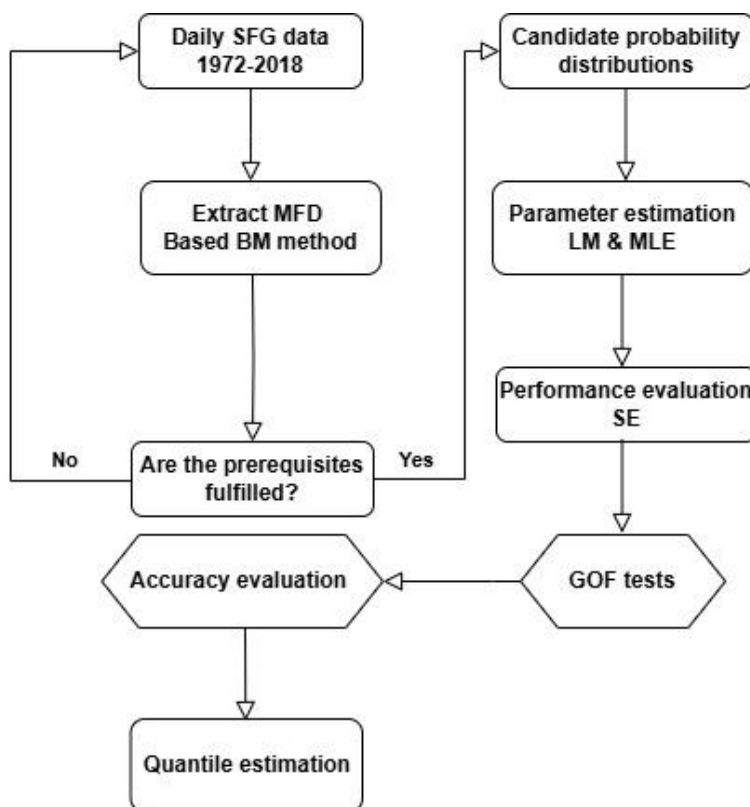 Daily SFG data
1972-2018
Extract MFD
Based BM method
Are the prerequisites
fulfilled?
No
Yes
Candidate probability
distributions
Parameter estimation
LM & MLE
Performance evaluation
SE
GOF tests
Accuracy evaluation
Quantile estimation